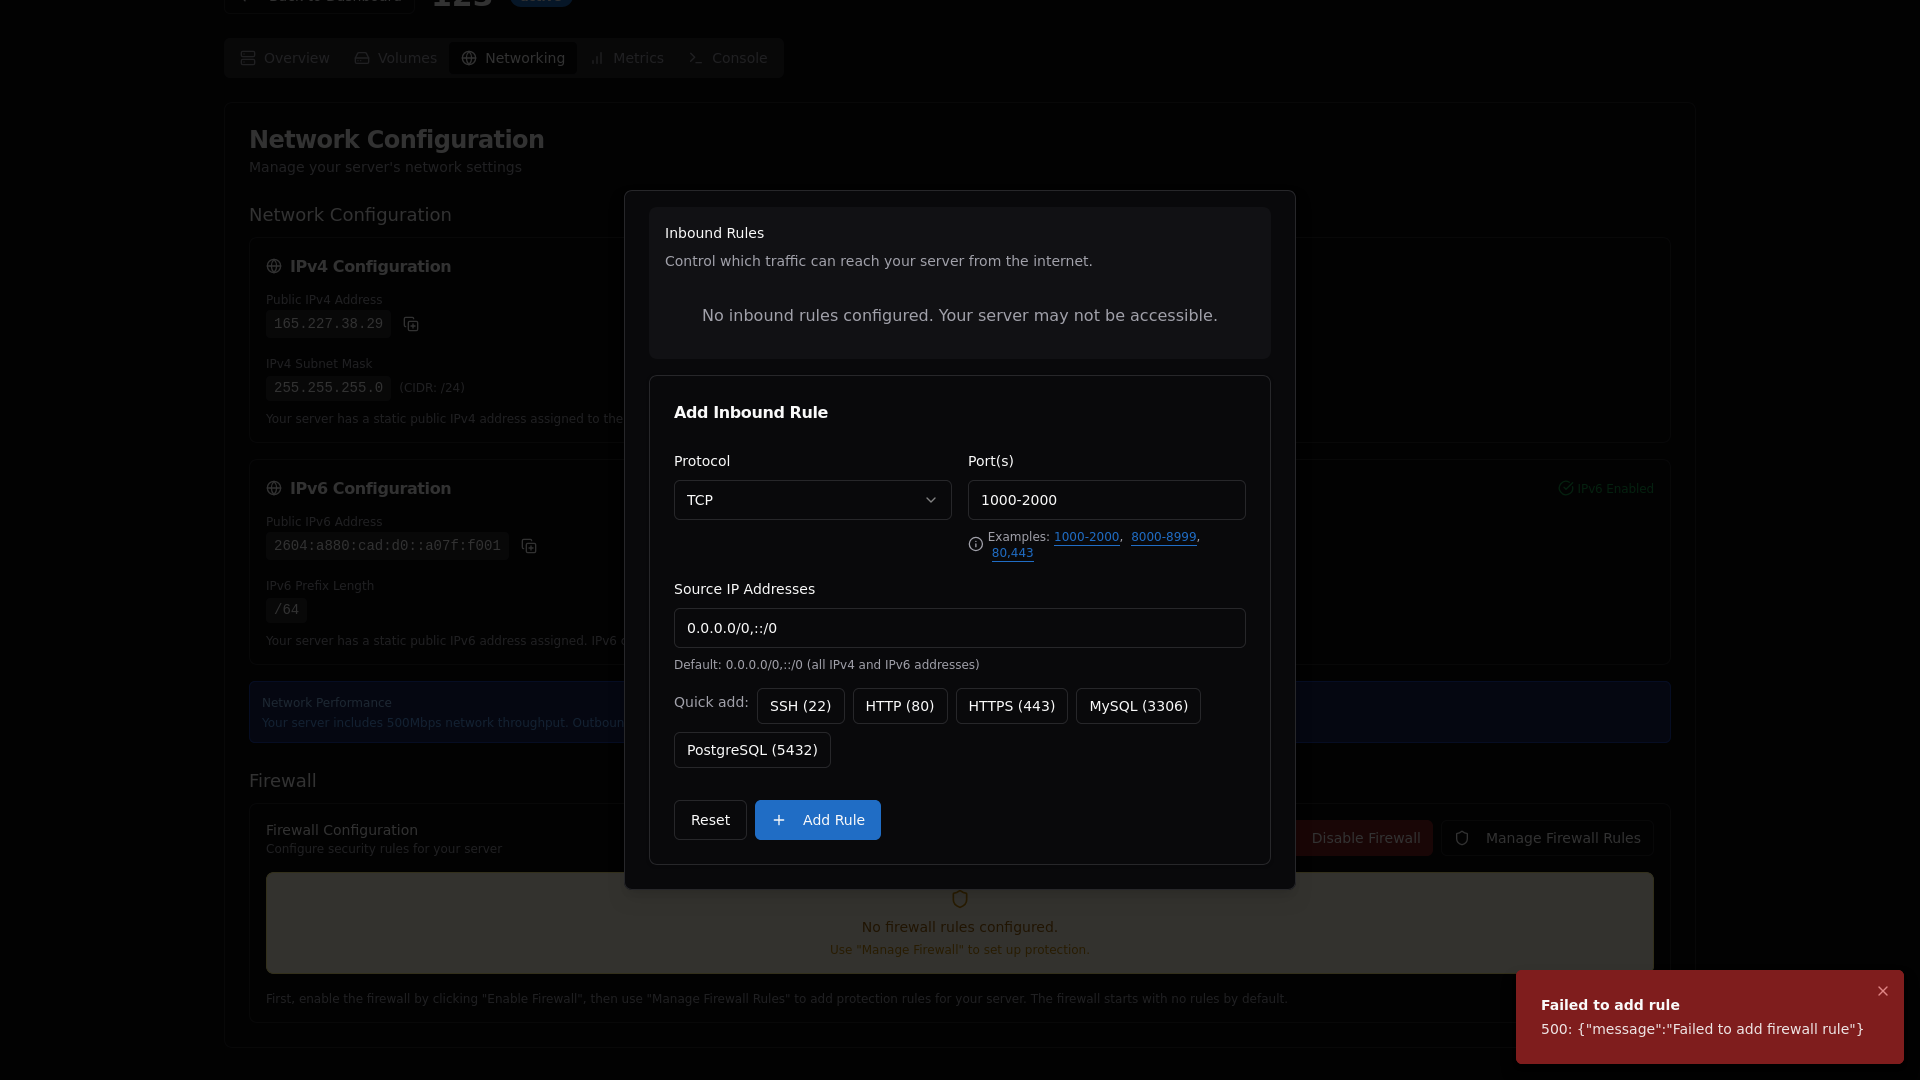 Back to Dashboard 123 active
Overview Volumes Networking Metrics Console
Network Configuration
Manage your server's network settings
Network Configuration
IPv4 Configuration
Public IPv4 Address
165.227.38.29
IPv4 Subnet Mask
255.255.255.0 (CIDR: /24)
Your server has a static public IPv4 address assigned to the
IPv6 Configuration
IPv6 Enabled
Public IPv6 Address
2604:a880:cad:d0::a07f:f001
IPv6 Prefix Length
/64
Your server has a static public IPv6 address assigned. IPv6
Network Performance
Your server includes 500Mbps network throughput.
Firewall
Firewall Configuration
Configure security rules for your server
Disable Firewall Manage Firewall Rules
No firewall rules configured.
Use "Manage Firewall" to set up protection.
First, enable the firewall by clicking "Enable Firewall", then use "Manage Firewall Rules" to add protection rules for your server. The firewall starts with no rules by default.
Inbound Rules
Control which traffic can reach your server from the internet.
No inbound rules configured. Your server may not be accessible.
Add Inbound Rule
Protocol Port(s)
TCP 1000-2000
Examples: 1000-2000, 8000-8999,
80,443
Source IP Addresses
0.0.0.0/0,::/0
Default: 0.0.0.0/0,::/0 (all IPv4 and IPv6 addresses)
Quick add: SSH (22) HTTP (80) HTTPS (443) MySQL (3306)
PostgreSQL (5432)
Reset Add Rule
Failed to add rule
500: {"message":"Failed to add firewall rule"}